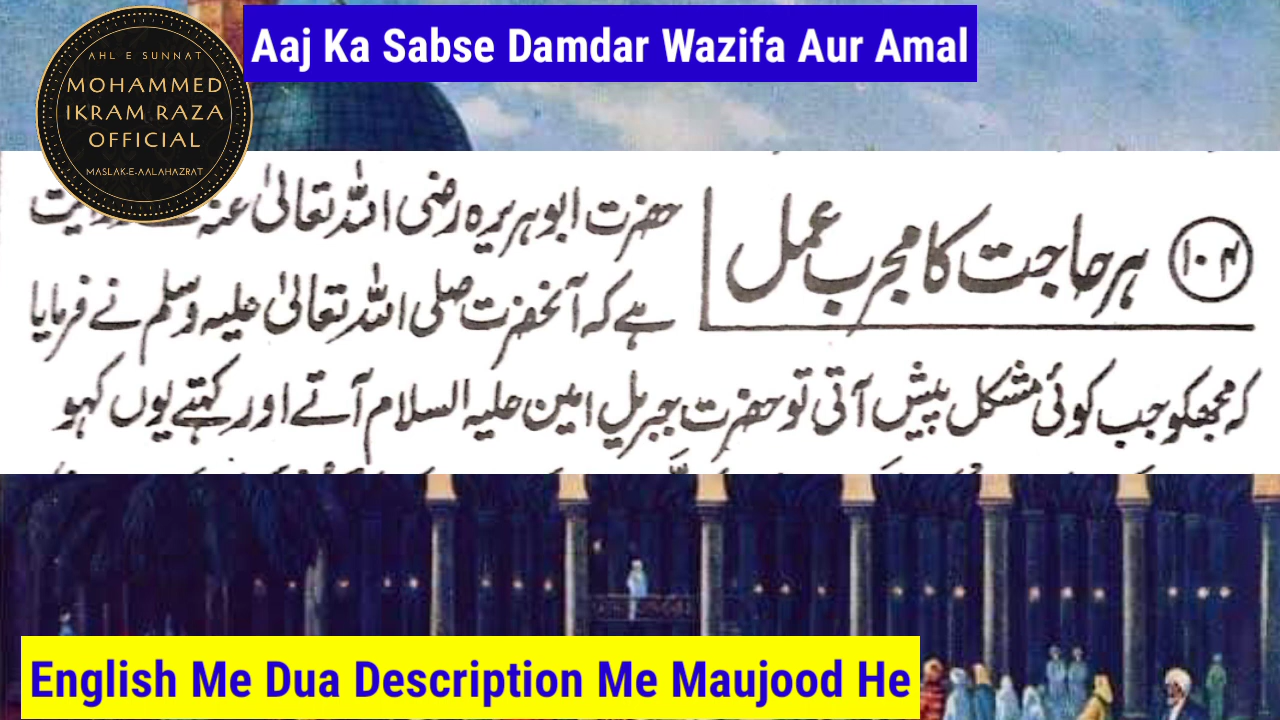 Aaj Ka Sabse Damdar Wazifa Aur Amal
AHL E SUNNAT
MOHAMMED
IKRAM RAZA
OFFICIAL
MASLAK-E-AALAHAZRAT
۱۰۴
ہر حاجت کا مجرب عمل
حضرت ابوہریرہ رضی اللہ تعالیٰ عنہ
ہے کہ آنحضرت صلی اللہ تعالیٰ علیہ وسلم نے فرمایا
کہ مجھکو جب کوئی مشکل پیش آتی تو حضرت جبریل امین علیہ السلام آتے اور کہتے یوں کہو
English Me Dua Description Me Maujood He